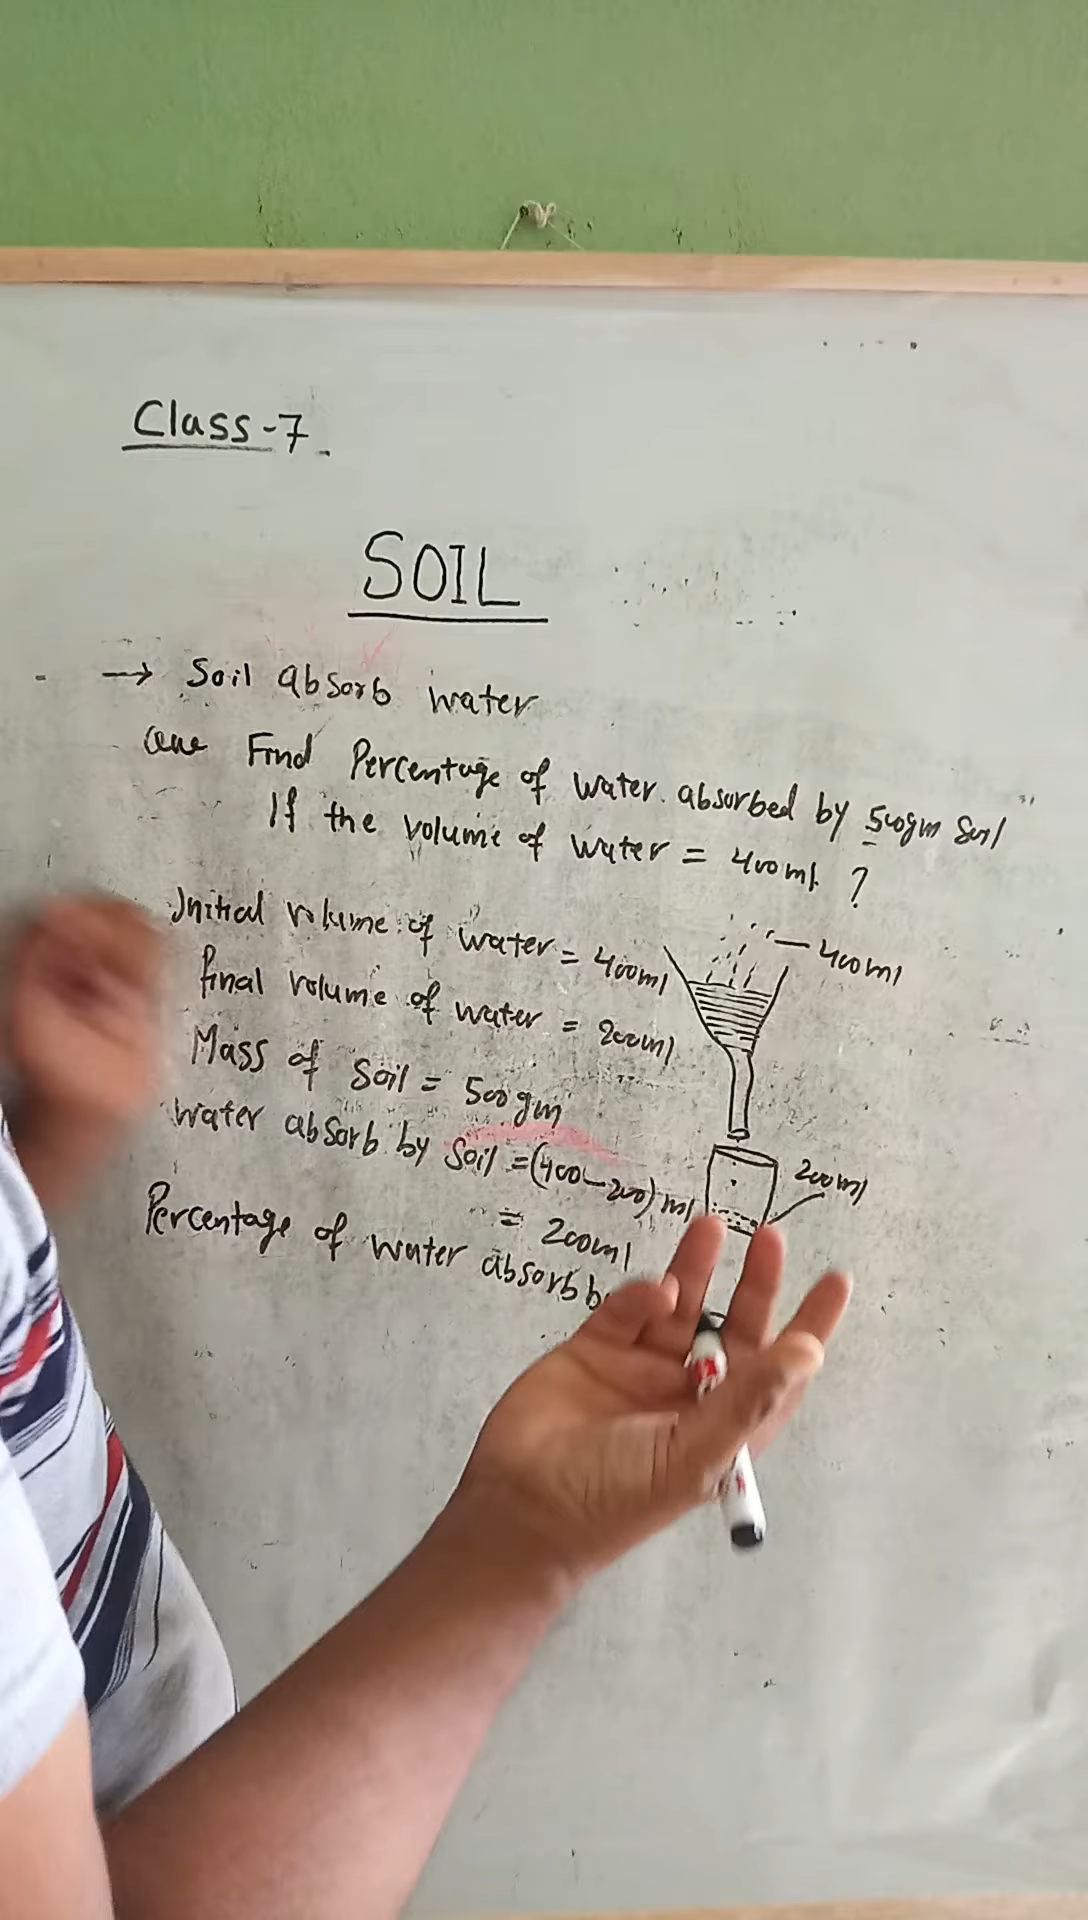 Class-7.
SOIL
→ Soil absorb water
Que Find Percentage of water absorbed by 500gm Soil
If the volume of water = 400ml ?
Initial volume of water = 400ml
final volume of water = 200ml
Mass of Soil = 500gm
water absorb by Soil = (400-200) ml
= 200ml
Percentage of water absorb b
400ml
200ml